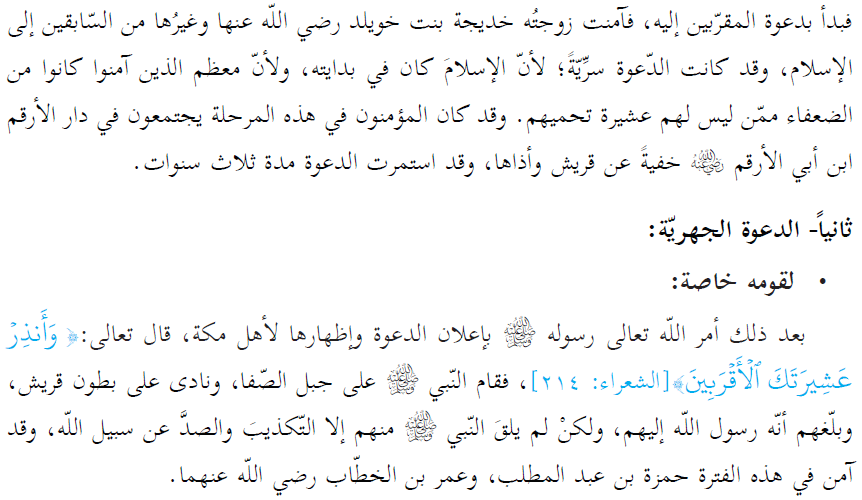 فبدأ بدعوة المقرّبين إليه، فآمنت زوجتُه خديجة بنت خويلد رضي اللّه عنها وغيرُها من السّابقين إلى
الإسلام، وقد كانت الدّعوة سرِّيّةً؛ لأنّ الإسلامَ كان في بدايته، ولأنّ معظم الذين آمنوا كانوا من
الضعفاء ممّن ليس لهم عشيرة تحميهم. وقد كان المؤمنون في هذه المرحلة يجتمعون في دار الأرقم
ابن أبي الأرقم رضي الله عنه خفيةً عن قريش وأذاها، وقد استمرت الدعوة مدة ثلاث سنوات.
ثانياً- الدعوة الجهريّة:
• لقومه خاصة:
بعد ذلك أمر اللّه تعالى رسوله ﷺ بإعلان الدعوة وإظهارها لأهل مكة، قال تعالى:﴿ وَأَنذِرۡ
عَشِيرَتَكَ ٱلۡأَقۡرَبِينَ﴾[الشعراء: ٢١٤]، فقام النّبي ﷺ على جبل الصّفا، ونادى على بطون قريش،
وبلّغهم أنّه رسول اللّه إليهم، ولكنْ لم يلقَ النّبي ﷺ منهم إلا التّكذيبَ والصدَّ عن سبيل اللّه، وقد
آمن في هذه الفترة حمزة بن عبد المطلب، وعمر بن الخطّاب رضي اللّه عنهما.